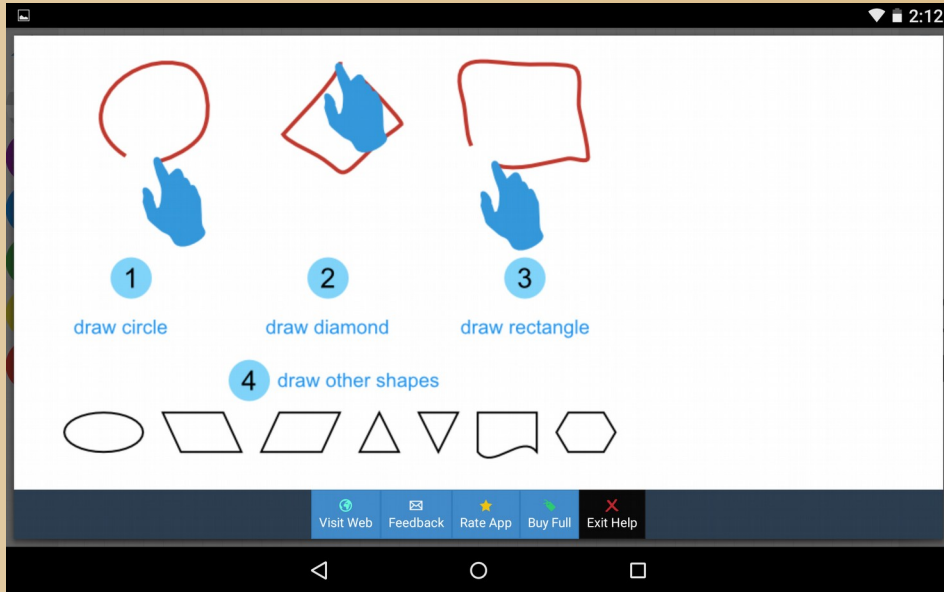 2:12
1
2
3
draw circle
draw diamond
draw rectangle
4 draw other shapes
Visit Web
Feedback
Rate App
Buy Full
Exit Help